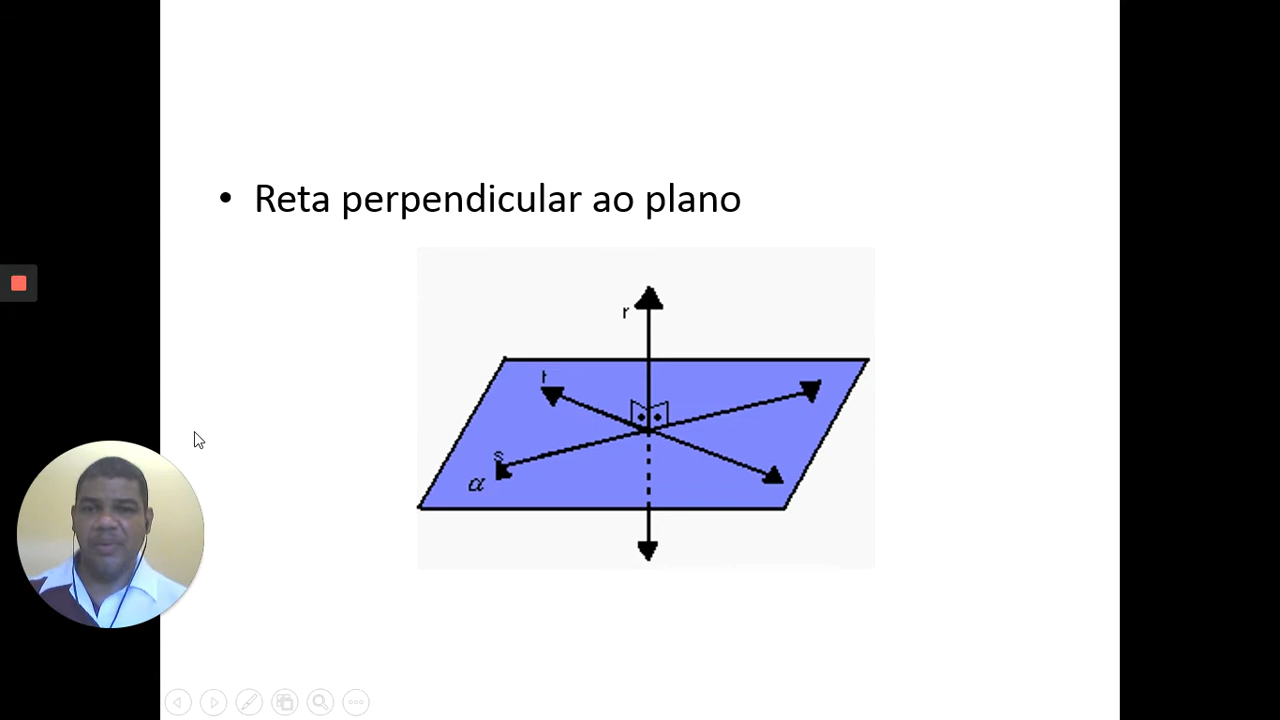 • Reta perpendicular ao plano
r
t
s
α